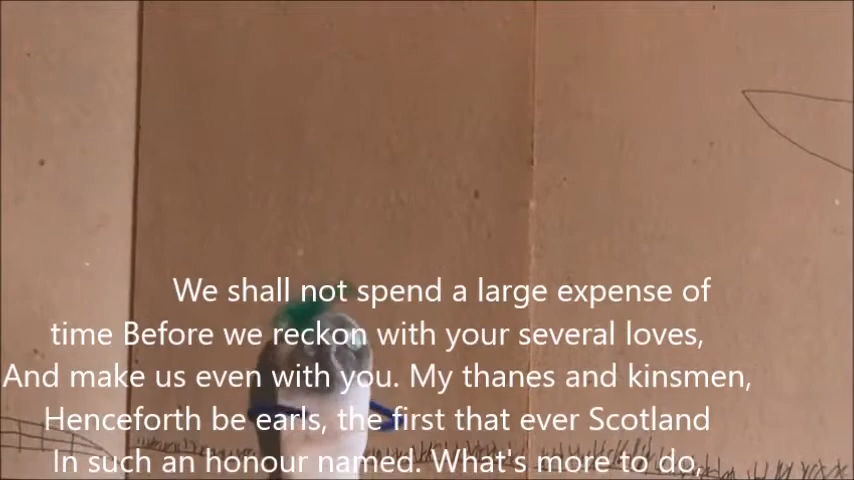 We shall not spend a large expense of
time Before we reckon with your several loves,
And make us even with you. My thanes and kinsmen,
Henceforth be earls, the first that ever Scotland
In such an honour named. What's more to do,